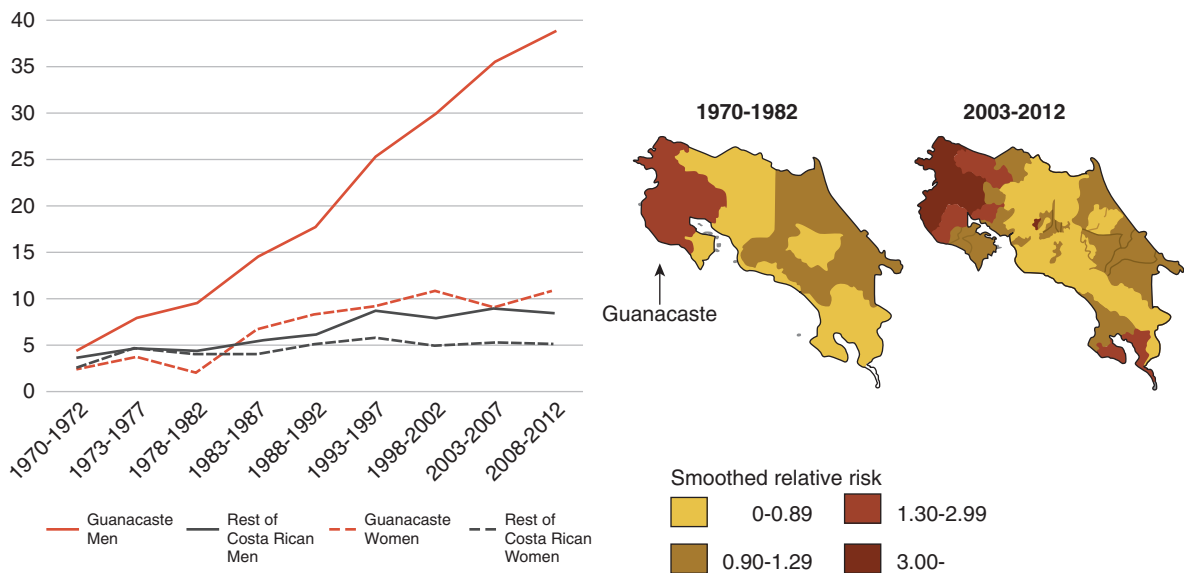 40
35
30
25
20
15
10
5
0
1970-1972
1973-1977
1978-1982
1983-1987
1988-1992
1993-1997
1998-2002
2003-2007
2008-2012
Guanacaste
Men
Rest of
Costa Rican
Men
Guanacaste
Women
Rest of
Costa Rican
Women
1970-1982
2003-2012
Guanacaste
Smoothed relative risk
0-0.89
1.30-2.99
0.90-1.29
3.00-